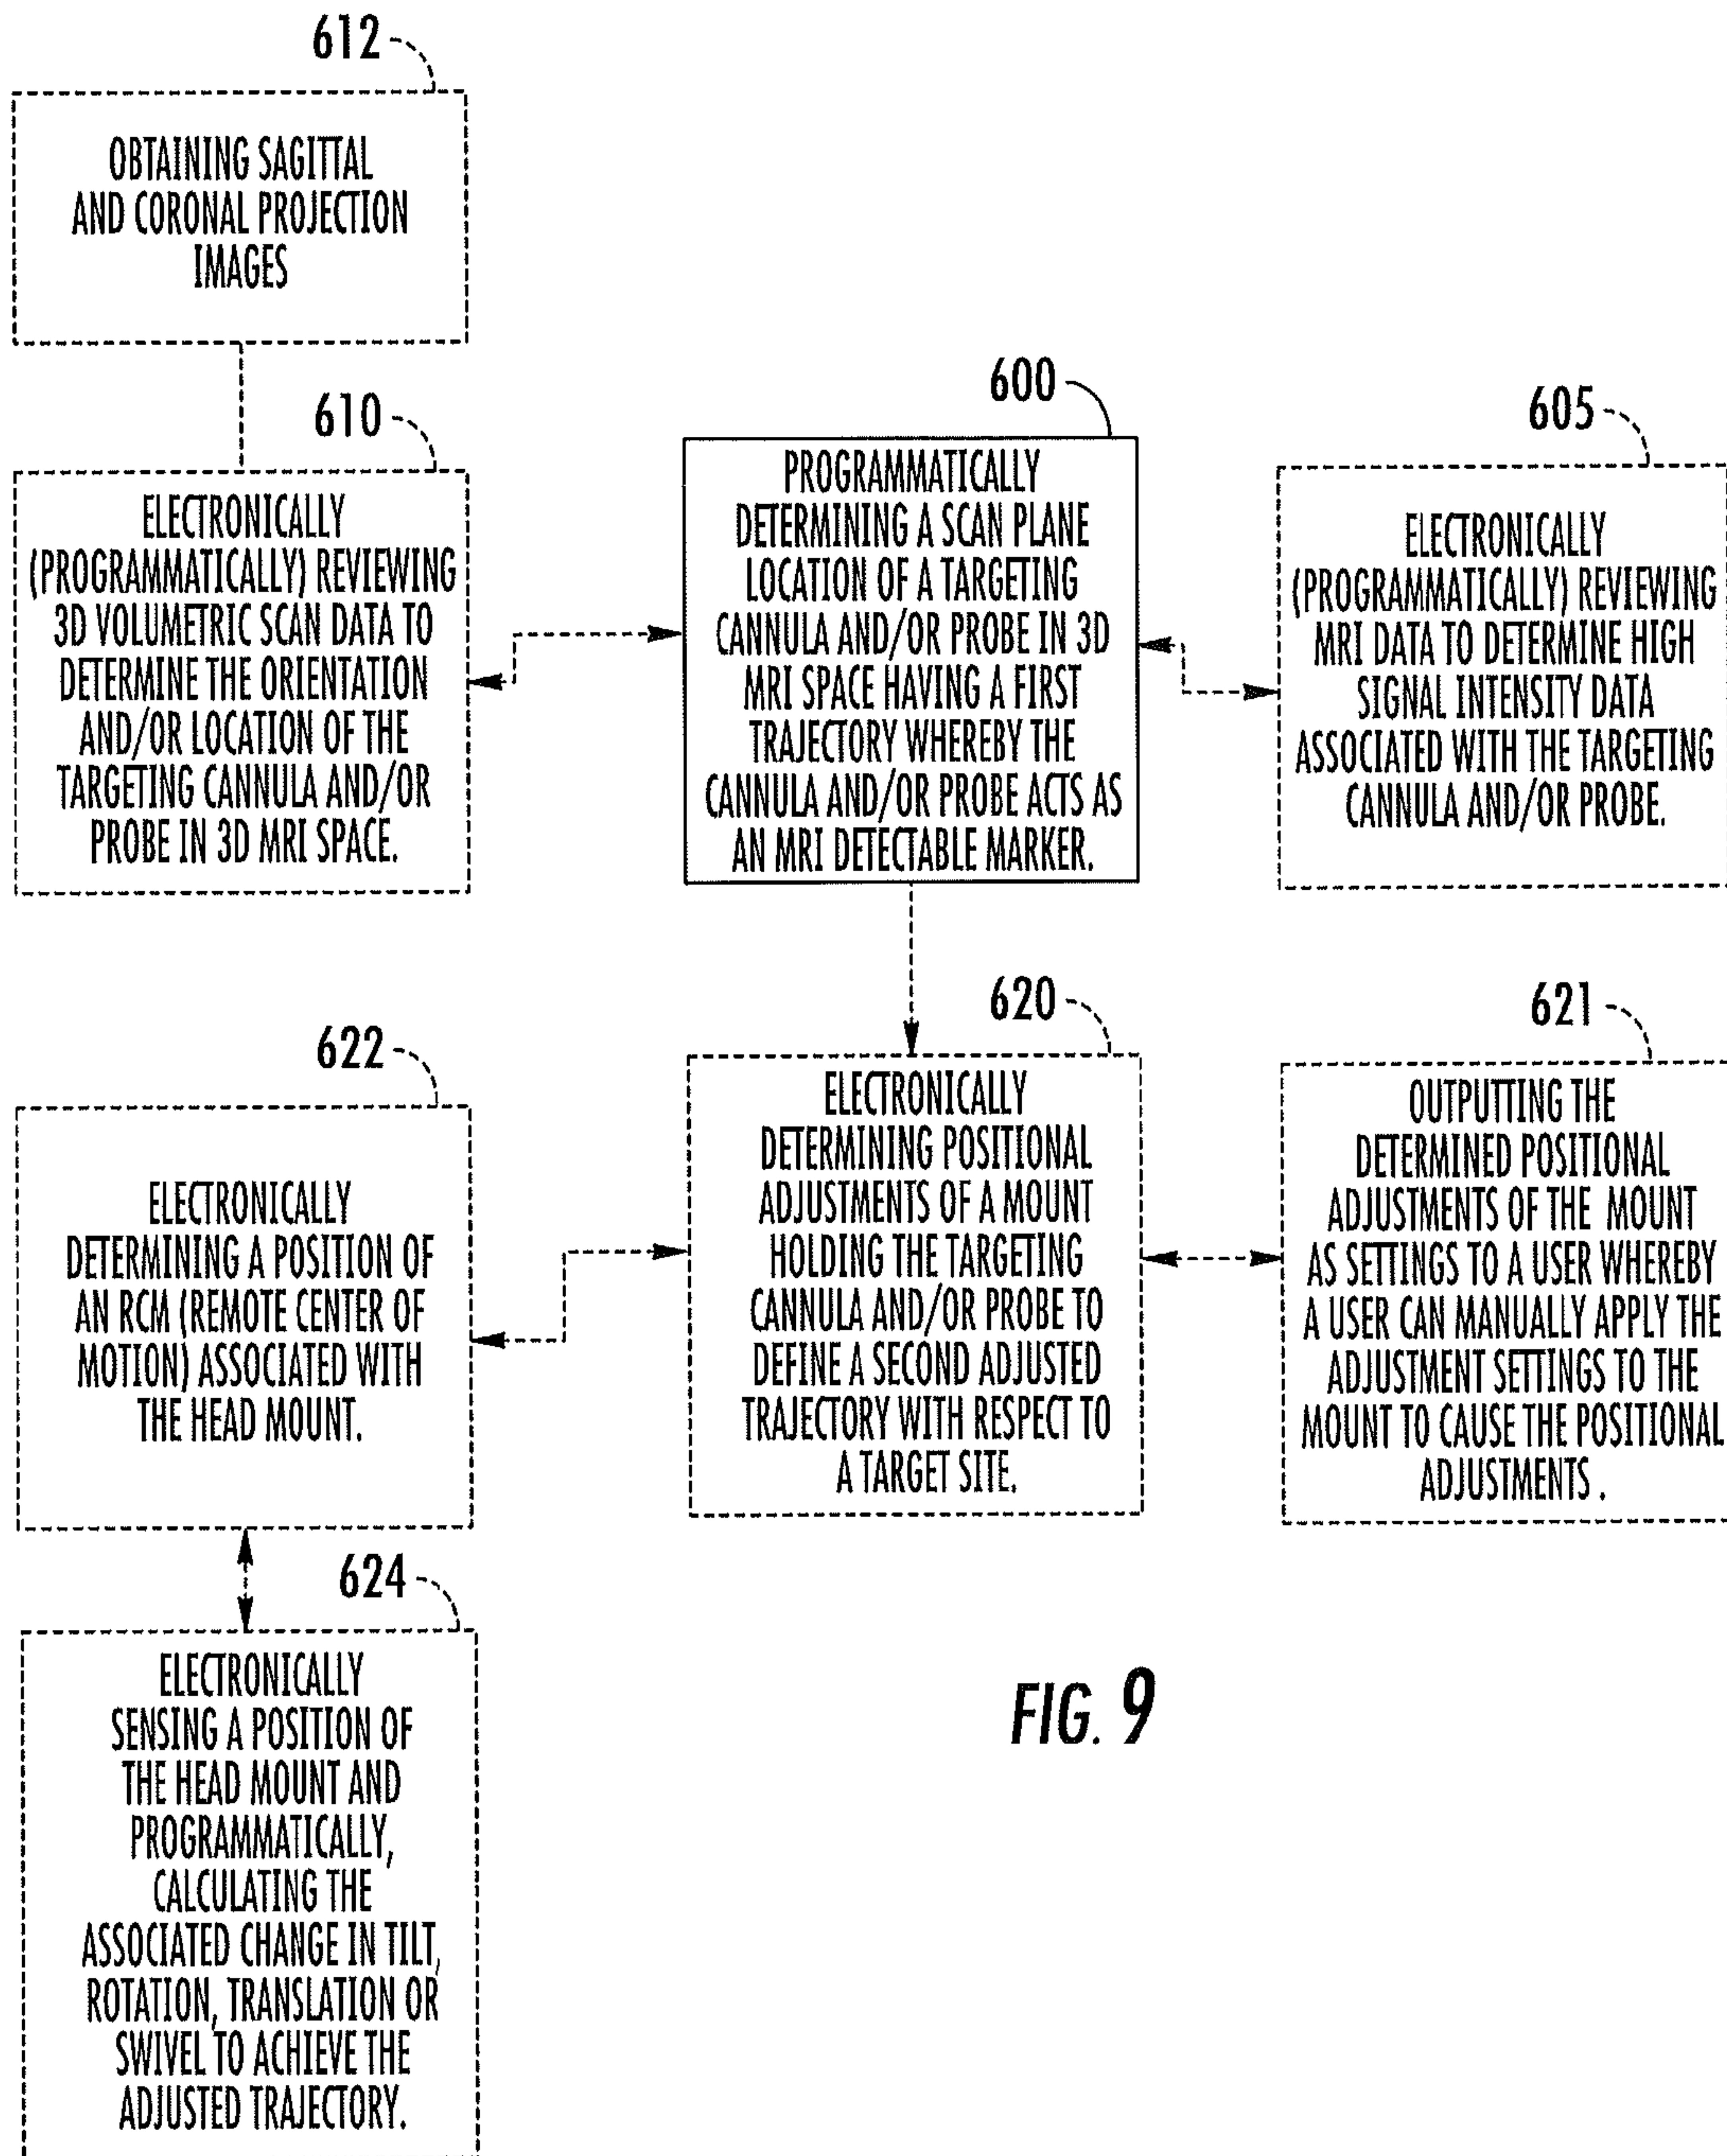 612
OBTAINING SAGITTAL
AND CORONAL PROJECTION
IMAGES
610
ELECTRONICALLY
(PROGRAMMATICALLY) REVIEWING
3D VOLUMETRIC SCAN DATA TO
DETERMINE THE ORIENTATION
AND/OR LOCATION OF THE
TARGETING CANNULA AND/OR
PROBE IN 3D MRI SPACE.
600
PROGRAMMATICALLY
DETERMINING A SCAN PLANE
LOCATION OF A TARGETING
CANNULA AND/OR PROBE IN 3D
MRI SPACE HAVING A FIRST
TRAJECTORY WHEREBY THE
CANNULA AND/OR PROBE ACTS AS
AN MRI DETECTABLE MARKER.
605
ELECTRONICALLY
(PROGRAMMATICALLY) REVIEWING
MRI DATA TO DETERMINE HIGH
SIGNAL INTENSITY DATA
ASSOCIATED WITH THE TARGETING
CANNULA AND/OR PROBE.
622
ELECTRONICALLY
DETERMINING A POSITION OF
AN RCM (REMOTE CENTER OF
MOTION) ASSOCIATED WITH
THE HEAD MOUNT.
620
ELECTRONICALLY
DETERMINING POSITIONAL
ADJUSTMENTS OF A MOUNT
HOLDING THE TARGETING
CANNULA AND/OR PROBE TO
DEFINE A SECOND ADJUSTED
TRAJECTORY WITH RESPECT TO
A TARGET SITE.
621
OUTPUTTING THE
DETERMINED POSITIONAL
ADJUSTMENTS OF THE MOUNT
AS SETTINGS TO A USER WHEREBY
A USER CAN MANUALLY APPLY THE
ADJUSTMENT SETTINGS TO THE
MOUNT TO CAUSE THE POSITIONAL
ADJUSTMENTS .
624
ELECTRONICALLY
SENSING A POSITION OF
THE HEAD MOUNT AND
PROGRAMMATICALLY,
CALCULATING THE
ASSOCIATED CHANGE IN TILT,
ROTATION, TRANSLATION OR
SWIVEL TO ACHIEVE THE
ADJUSTED TRAJECTORY.
FIG. 9